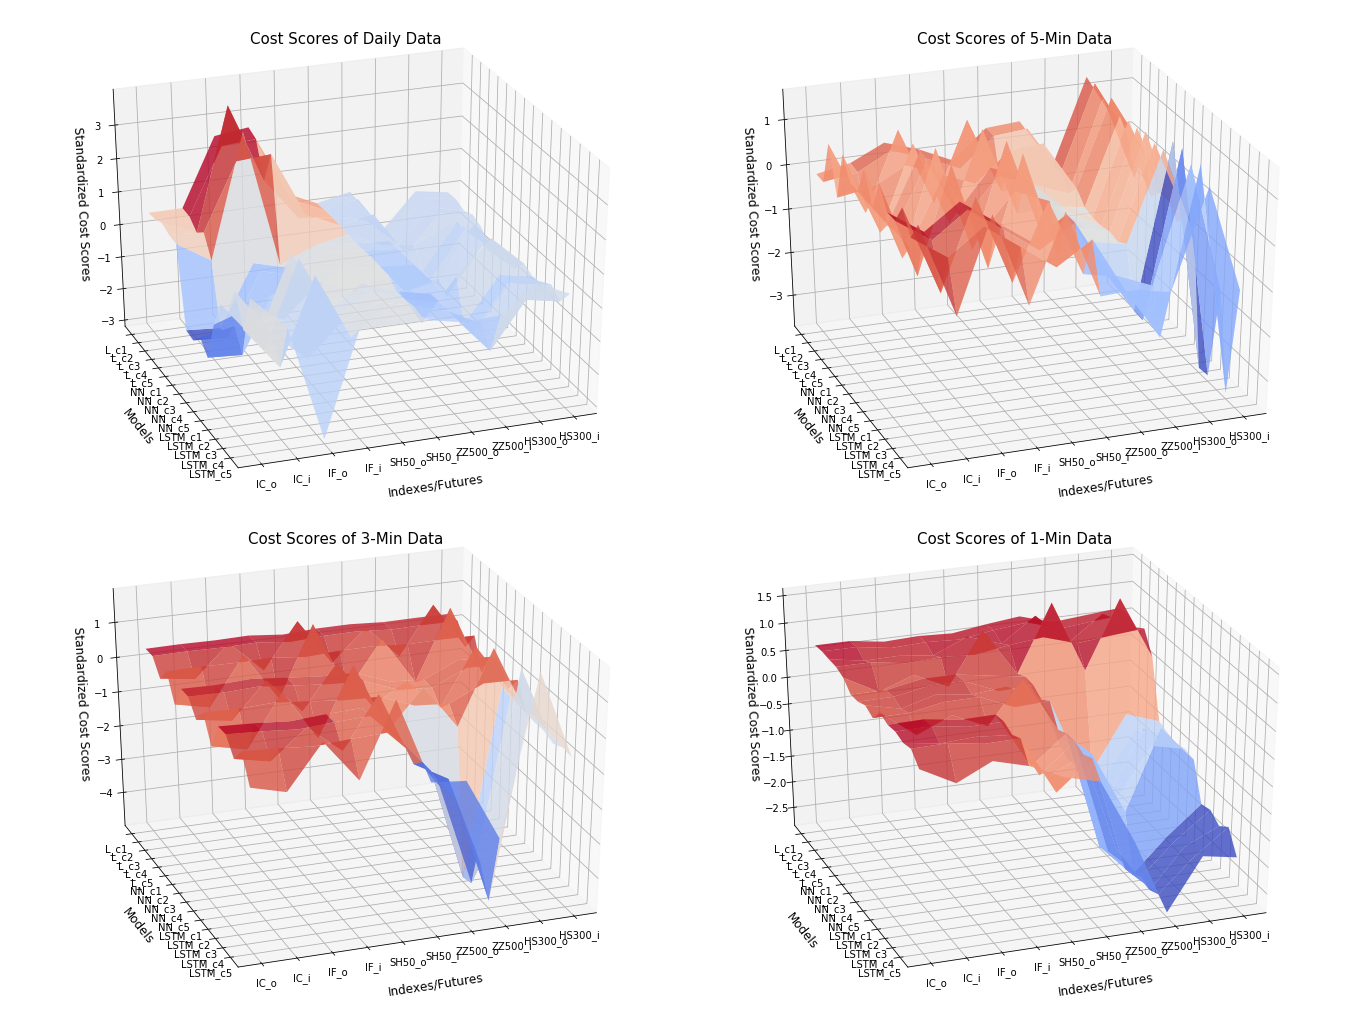 Cost Scores of Daily Data
Standardized Cost Scores
3
2
1
0
−1
−2
−3
L_c1
L_c2
L_c3
L_c4
L_c5
NN_c1
NN_c2
NN_c3
NN_c4
NN_c5
LSTM_c1
LSTM_c2
LSTM_c3
LSTM_c4
LSTM_c5
Models
IC_o
IC_i
IF_o
IF_i
SH50_o
SH50_i
ZZ500_o
ZZ500_i
HS300_o
HS300_i
Indexes/Futures
Cost Scores of 5-Min Data
Standardized Cost Scores
1
0
−1
−2
−3
L_c1
L_c2
L_c3
L_c4
L_c5
NN_c1
NN_c2
NN_c3
NN_c4
NN_c5
LSTM_c1
LSTM_c2
LSTM_c3
LSTM_c4
LSTM_c5
Models
IC_o
IC_i
IF_o
IF_i
SH50_o
SH50_i
ZZ500_o
ZZ500_i
HS300_o
HS300_i
Indexes/Futures
Cost Scores of 3-Min Data
Standardized Cost Scores
1
0
−1
−2
−3
−4
L_c1
L_c2
L_c3
L_c4
L_c5
NN_c1
NN_c2
NN_c3
NN_c4
NN_c5
LSTM_c1
LSTM_c2
LSTM_c3
LSTM_c4
LSTM_c5
Models
IC_o
IC_i
IF_o
IF_i
SH50_o
SH50_i
ZZ500_o
ZZ500_i
HS300_o
HS300_i
Indexes/Futures
Cost Scores of 1-Min Data
Standardized Cost Scores
1.5
1.0
0.5
0.0
−0.5
−1.0
−1.5
−2.0
−2.5
L_c1
L_c2
L_c3
L_c4
L_c5
NN_c1
NN_c2
NN_c3
NN_c4
NN_c5
LSTM_c1
LSTM_c2
LSTM_c3
LSTM_c4
LSTM_c5
Models
IC_o
IC_i
IF_o
IF_i
SH50_o
SH50_i
ZZ500_o
ZZ500_i
HS300_o
HS300_i
Indexes/Futures